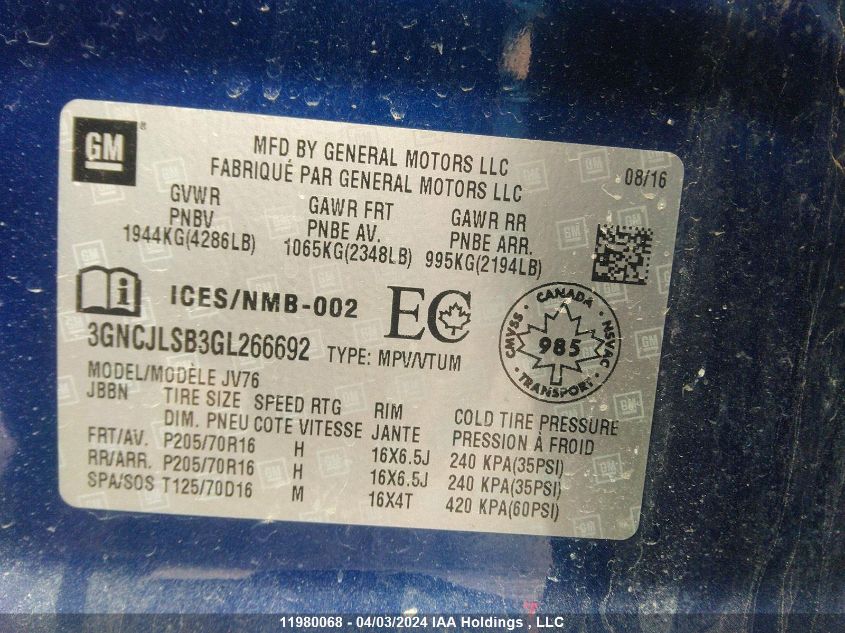 GM
MFD BY GENERAL MOTORS LLC
FABRIQUÉ PAR GENERAL MOTORS LLC
08/16
GVWR GAWR FRT GAWR RR
PNBV PNBE AV. PNBE ARR.
1944KG(4286LB) 1065KG(2348LB) 995KG(2194LB)
i ICES/NMB-002 EC
CANADA
CMVSS NSVAC
985
TRANSPORT
3GNCJLSB3GL266692 TYPE: MPV/VTUM
MODEL/MODÈLE JV76
JBBN TIRE SIZE SPEED RTG RIM COLD TIRE PRESSURE
DIM. PNEU COTE VITESSE JANTE PRESSION À FROID
FRT/AV. P205/70R16 H 16X6.5J 240 KPA(35PSI)
RR/ARR. P205/70R16 H 16X6.5J 240 KPA(35PSI)
SPA/SOS T125/70D16 M 16X4T 420 KPA(60PSI)
11980068 - 04/03/2024 IAA Holdings , LLC